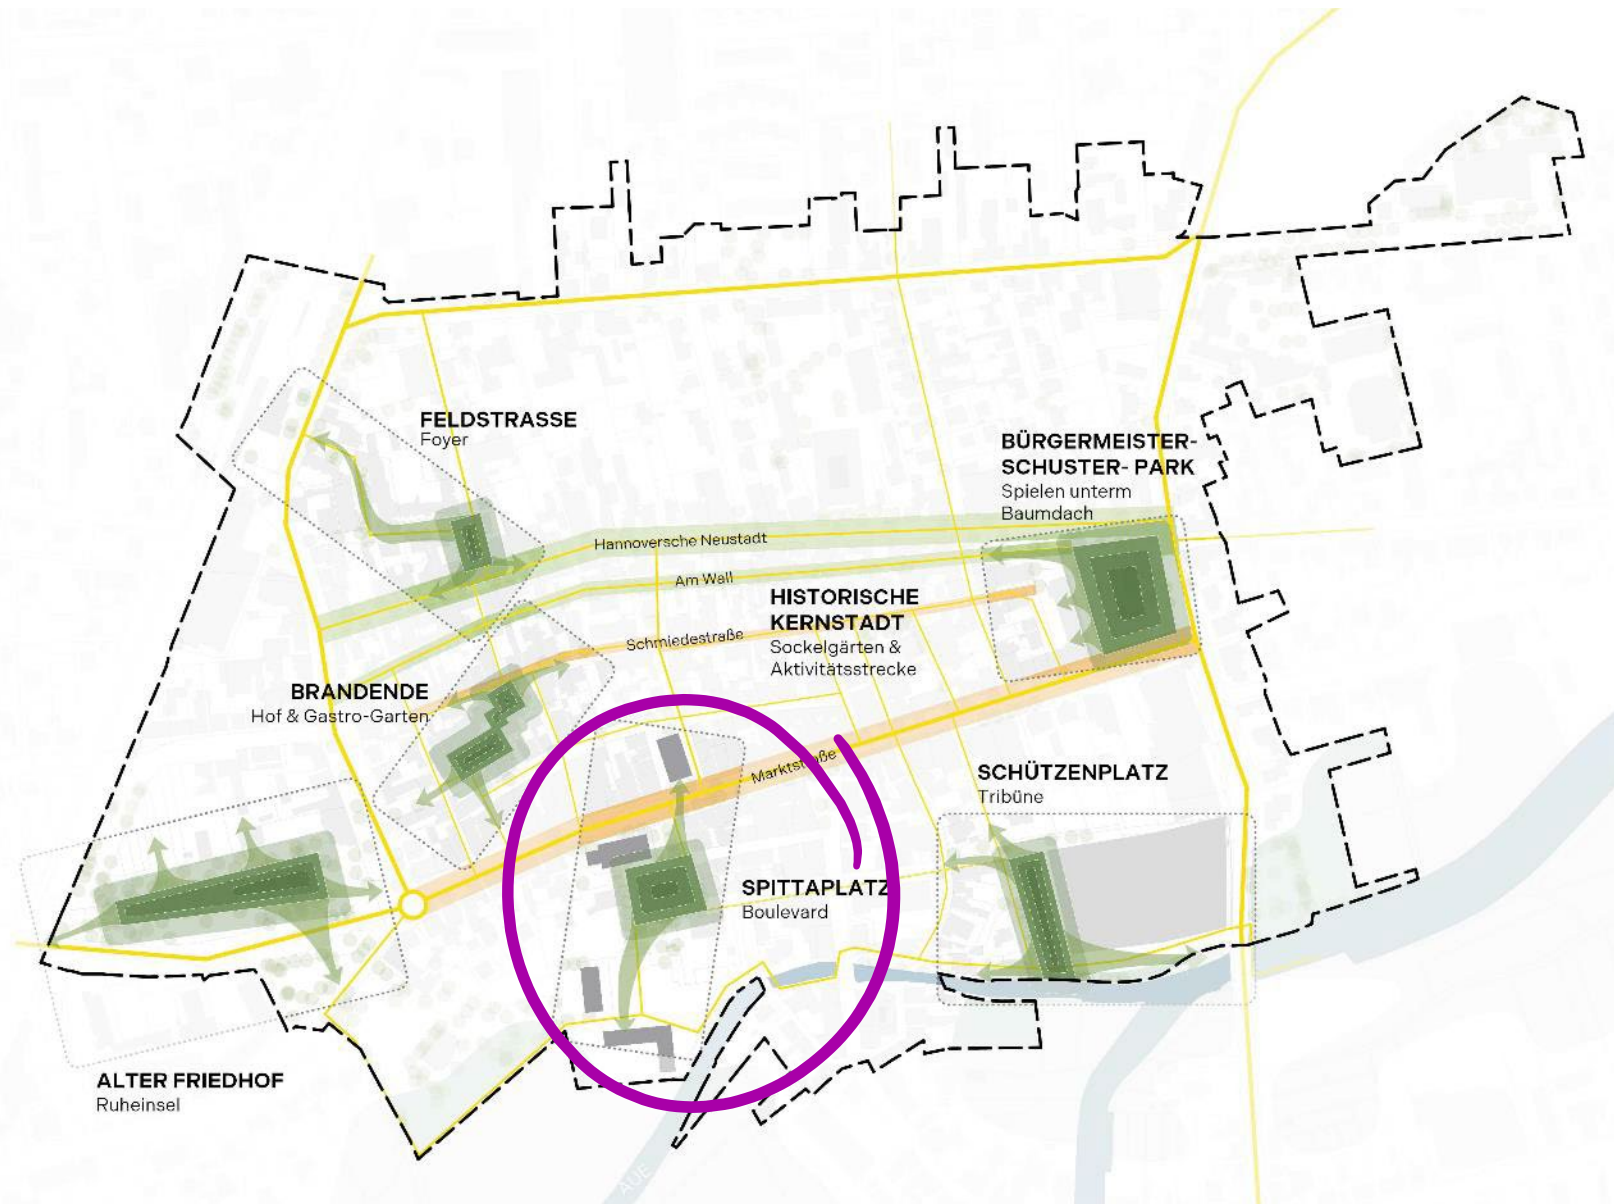 FELDSTRASSE
Foyer
BÜRGERMEISTER-
SCHUSTER- PARK
Spielen unterm
Baumdach
Hannoversche Neustadt
Am Wall
HISTORISCHE
KERNSTADT
Sockelgärten &
Aktivitätsstrecke
Schmiedestraße
BRANDENDE
Hof & Gastro-Garten
Marktstraße
SCHÜTZENPLATZ
Tribüne
SPITTAPLATZ
Boulevard
ALTER FRIEDHOF
Ruheinsel
AUE